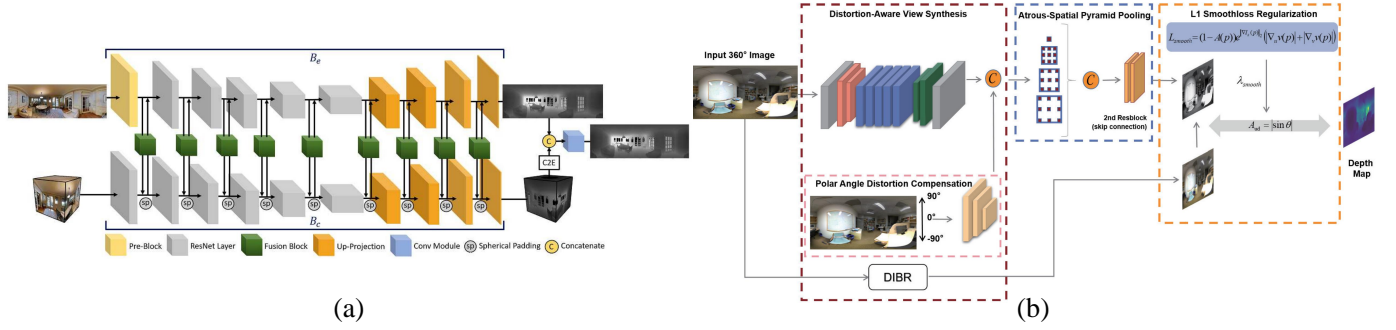 B_e
sp sp sp sp sp sp sp sp sp
B_c
C
C2E
Pre-Block
ResNet Layer
Fusion Block
Up-Projection
Conv Module
sp Spherical Padding
C Concatenate
(a)
Distortion-Aware View Synthesis
Input 360° Image
C
Polar Angle Distortion Compensation
90°
0°
-90°
DIBR
Atrous-Spatial Pyramid Pooling
C
2nd Resblock
(skip connection)
L1 Smoothloss Regularization
λ_smooth
A_sd = |sin θ|
Depth
Map
(b)